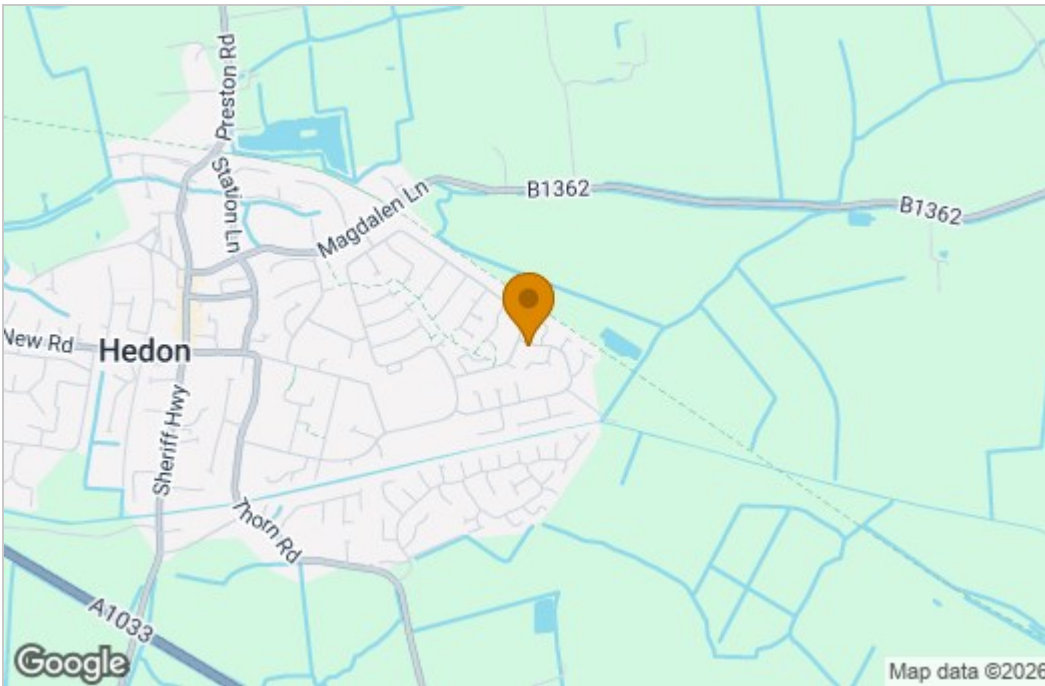 Preston Rd
Station Ln
Magdalen Ln
B1362
B1362
New Rd
Hedon
Sheriff Hwy
Thorn Rd
A1033
Google
Map data ©2026